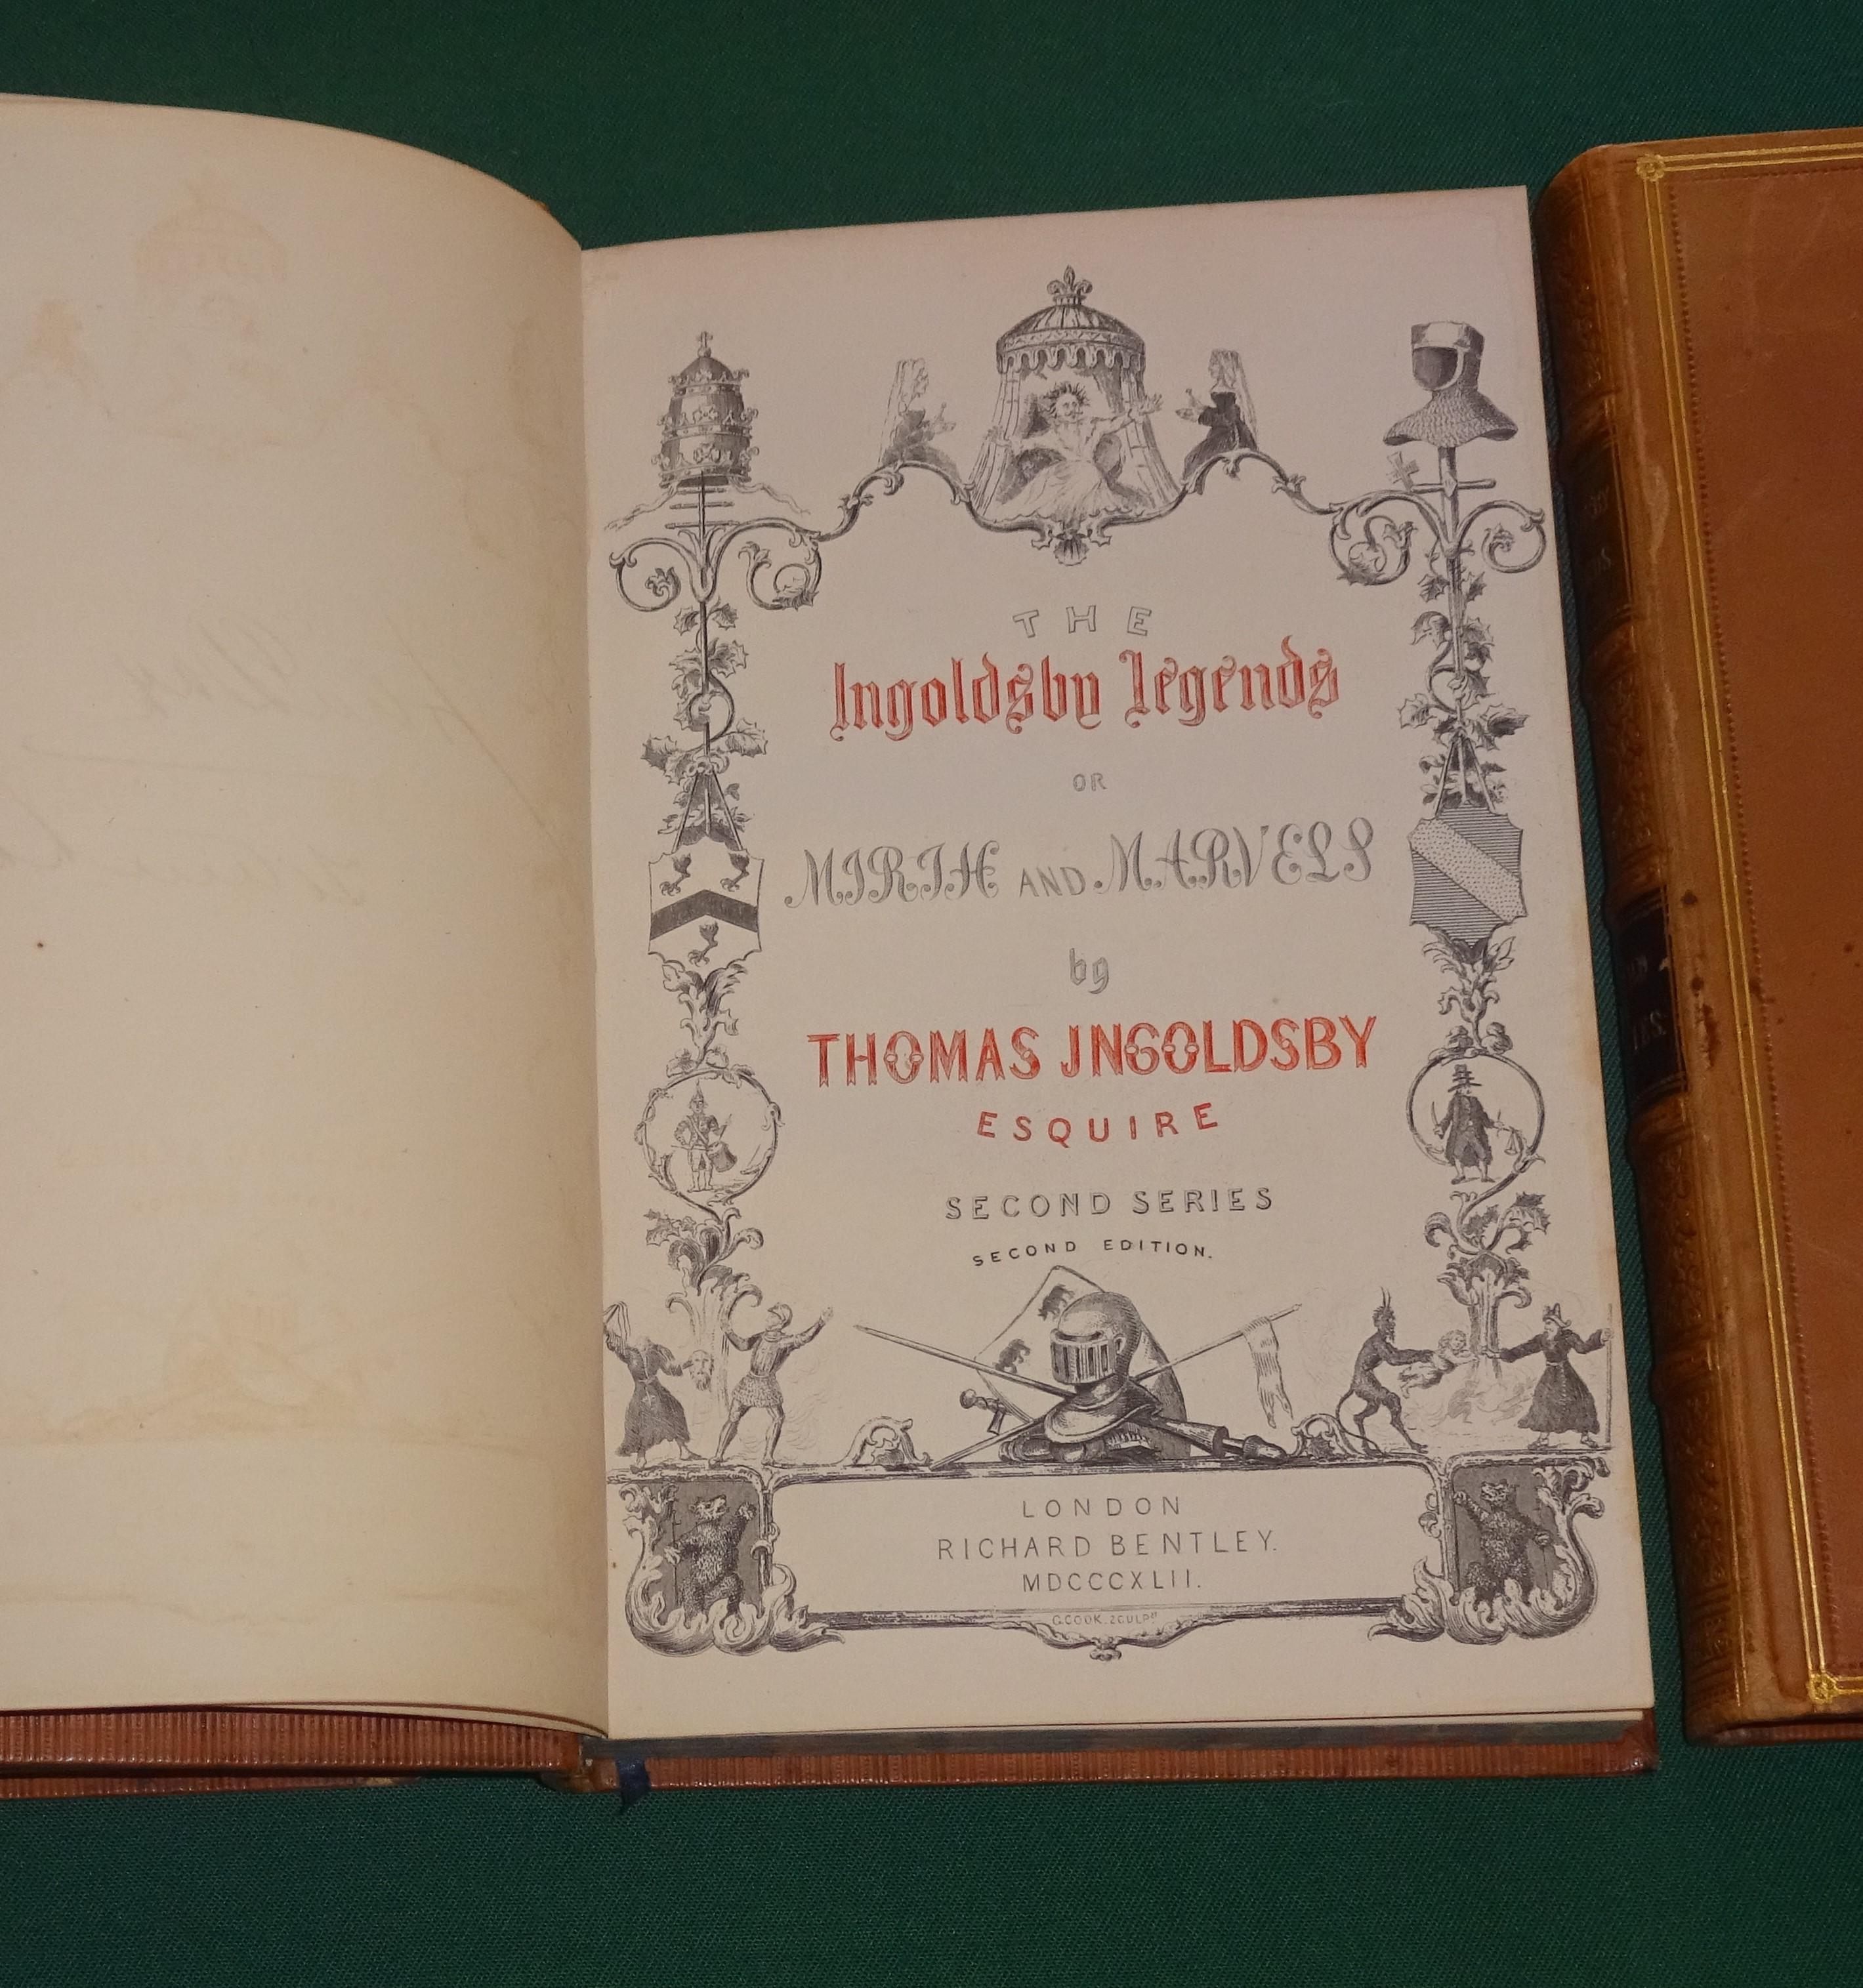 THE
Ingoldsby Legends
OR
MIRTH AND MARVELS
by
THOMAS INGOLDSBY
ESQUIRE
SECOND SERIES
SECOND EDITION.
LONDON
RICHARD BENTLEY.
MDCCCXLII.
G. COOK. SCULPT